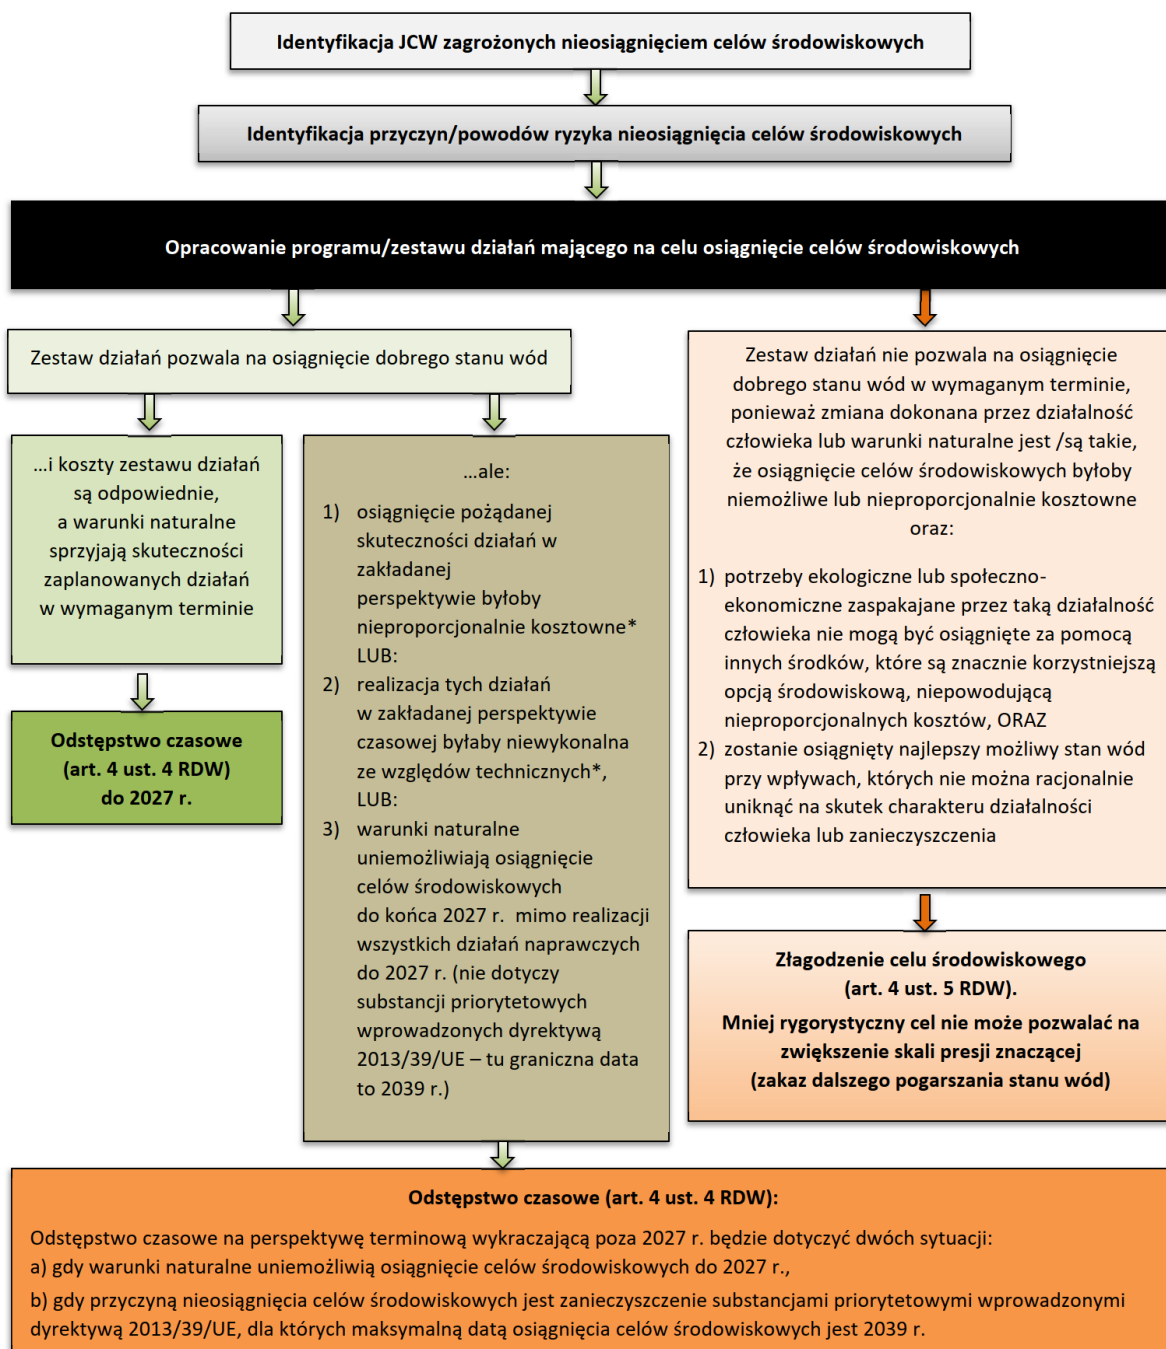 Identyfikacja JCW zagrożonych nieosiągnięciem celów środowiskowych
Identyfikacja przyczyn/powodów ryzyka nieosiągnięcia celów środowiskowych
Opracowanie programu/zestawu działań mającego na celu osiągnięcie celów środowiskowych
Zestaw działań pozwala na osiągnięcie dobrego stanu wód
...i koszty zestawu działań
są odpowiednie,
a warunki naturalne
sprzyjają skuteczności
zaplanowanych działań
w wymaganym terminie
Odstępstwo czasowe
(art. 4 ust. 4 RDW)
do 2027 r.
...ale:
1) osiągnięcie pożądanej
skuteczności działań w
zakładanej
perspektywie byłoby
nieproporcjonalnie kosztowne*
LUB:
2) realizacja tych działań
w zakładanej perspektywie
czasowej byłaby niewykonalna
ze względów technicznych*,
LUB:
3) warunki naturalne
uniemożliwiają osiągnięcie
celów środowiskowych
do końca 2027 r. mimo realizacji
wszystkich działań naprawczych
do 2027 r. (nie dotyczy
substancji priorytetowych
wprowadzonych dyrektywą
2013/39/UE – tu graniczna data
to 2039 r.)
Zestaw działań nie pozwala na osiągnięcie
dobrego stanu wód w wymaganym terminie,
ponieważ zmiana dokonana przez działalność
człowieka lub warunki naturalne jest /są takie,
że osiągnięcie celów środowiskowych byłoby
niemożliwe lub nieproporcjonalnie kosztowne
oraz:
1) potrzeby ekologiczne lub społeczno-
ekonomiczne zaspakajane przez taką działalność
człowieka nie mogą być osiągnięte za pomocą
innych środków, które są znacznie korzystniejszą
opcją środowiskową, niepowodującą
nieproporcjonalnych kosztów, ORAZ
2) zostanie osiągnięty najlepszy możliwy stan wód
przy wpływach, których nie można racjonalnie
uniknąć na skutek charakteru działalności
człowieka lub zanieczyszczenia
Złagodzenie celu środowiskowego
(art. 4 ust. 5 RDW).
Mniej rygorystyczny cel nie może pozwalać na
zwiększenie skali presji znaczącej
(zakaz dalszego pogarszania stanu wód)
Odstępstwo czasowe (art. 4 ust. 4 RDW):
Odstępstwo czasowe na perspektywę terminową wykraczającą poza 2027 r. będzie dotyczyć dwóch sytuacji:
a) gdy warunki naturalne uniemożliwią osiągnięcie celów środowiskowych do 2027 r.,
b) gdy przyczyną nieosiągnięcia celów środowiskowych jest zanieczyszczenie substancjami priorytetowymi wprowadzonymi
dyrektywą 2013/39/UE, dla których maksymalną datą osiągnięcia celów środowiskowych jest 2039 r.